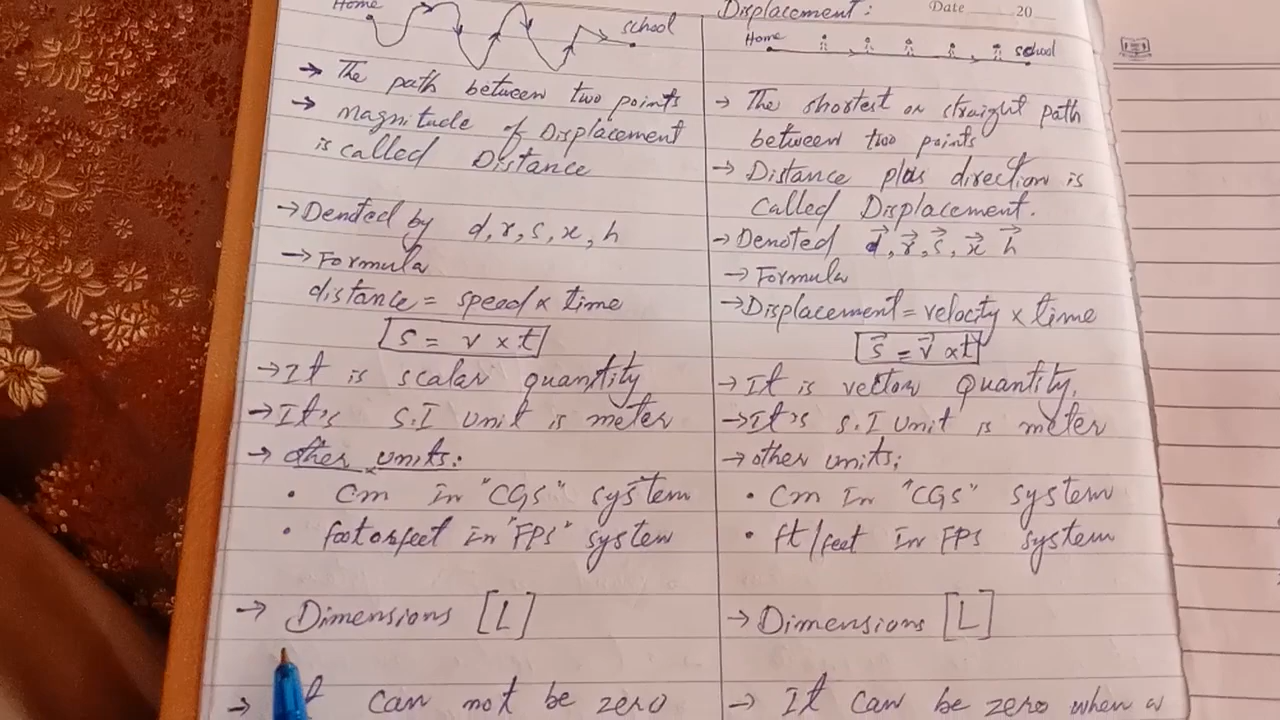 Home
school
→ The path between two points
→ magnitude of Displacement
is called Distance
→ Denoted by d, r, s, x, h
→ Formula
distance = speed × time
s = v × t
→ It is scalar quantity
→ It's S.I Unit is meter
→ other units:
• Cm in "CGS" system
• foot or feet in "FPS" system
→ Dimensions [L]
→ can not be zero
Displacement:
Date 20
Home
school
→ The shortest or straight path
between two points
→ Distance plus direction is
called Displacement.
→ Denoted d⃗, r⃗, s⃗, x⃗ h⃗
→ Formula
→ Displacement = velocty × time
s⃗ = v⃗ × t
→ It is vector Quantity.
→ It's S.I Unit is meter
→ other units;
• Cm In "CGS" system
• ft/feet In FPS system
→ Dimensions [L]
→ It can be zero when